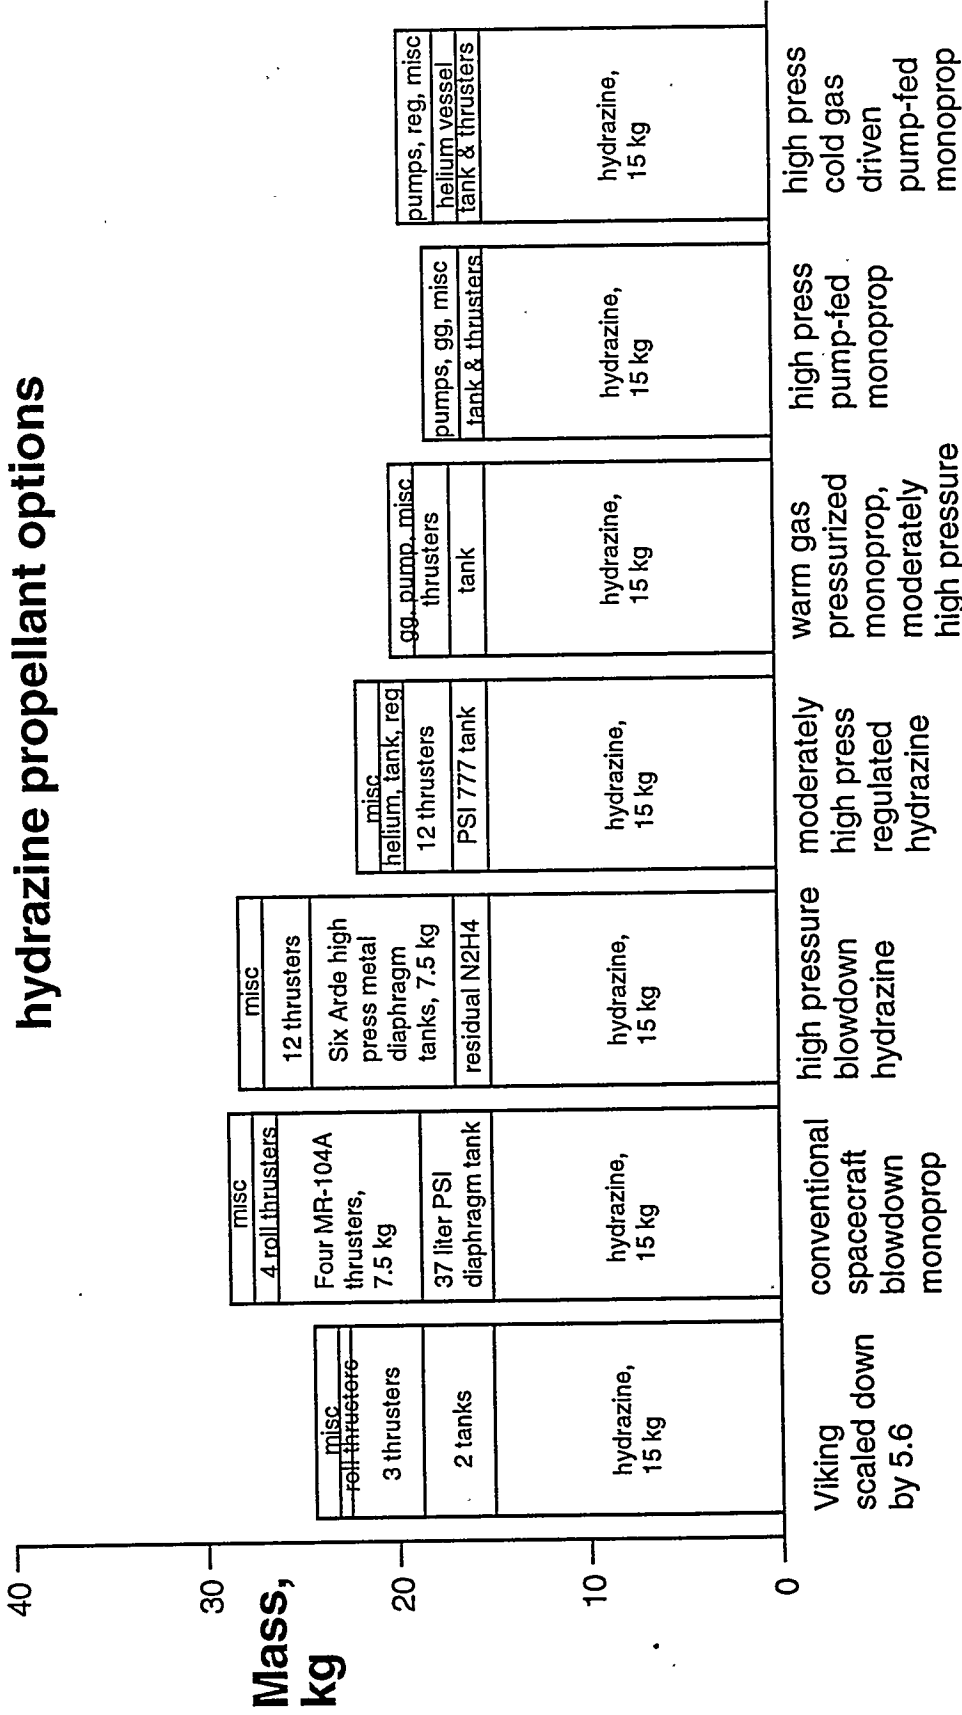 hydrazine propellant options
40
30
Mass,
kg
20
10
0
misc
roll thrusters
3 thrusters
2 tanks
hydrazine,
15 kg
Viking
scaled down
by 5.6
misc
4 roll thrusters
Four MR-104A
thrusters,
7.5 kg
37 liter PSI
diaphragm tank
hydrazine,
15 kg
conventional
spacecraft
blowdown
monoprop
misc
12 thrusters
Six Arde high
press metal
diaphragm
tanks, 7.5 kg
residual N2H4
hydrazine,
15 kg
high pressure
blowdown
hydrazine
misc
helium, tank, reg
12 thrusters
PSI 777 tank
hydrazine,
15 kg
moderately
high press
regulated
hydrazine
gg, pump, misc
thrusters
tank
hydrazine,
15 kg
warm gas
pressurized
monoprop,
moderately
high pressure
pumps, gg, misc
tank & thrusters
hydrazine,
15 kg
high press
pump-fed
monoprop
pumps, reg, misc
helium vessel
tank & thrusters
hydrazine,
15 kg
high press
cold gas
driven
pump-fed
monoprop